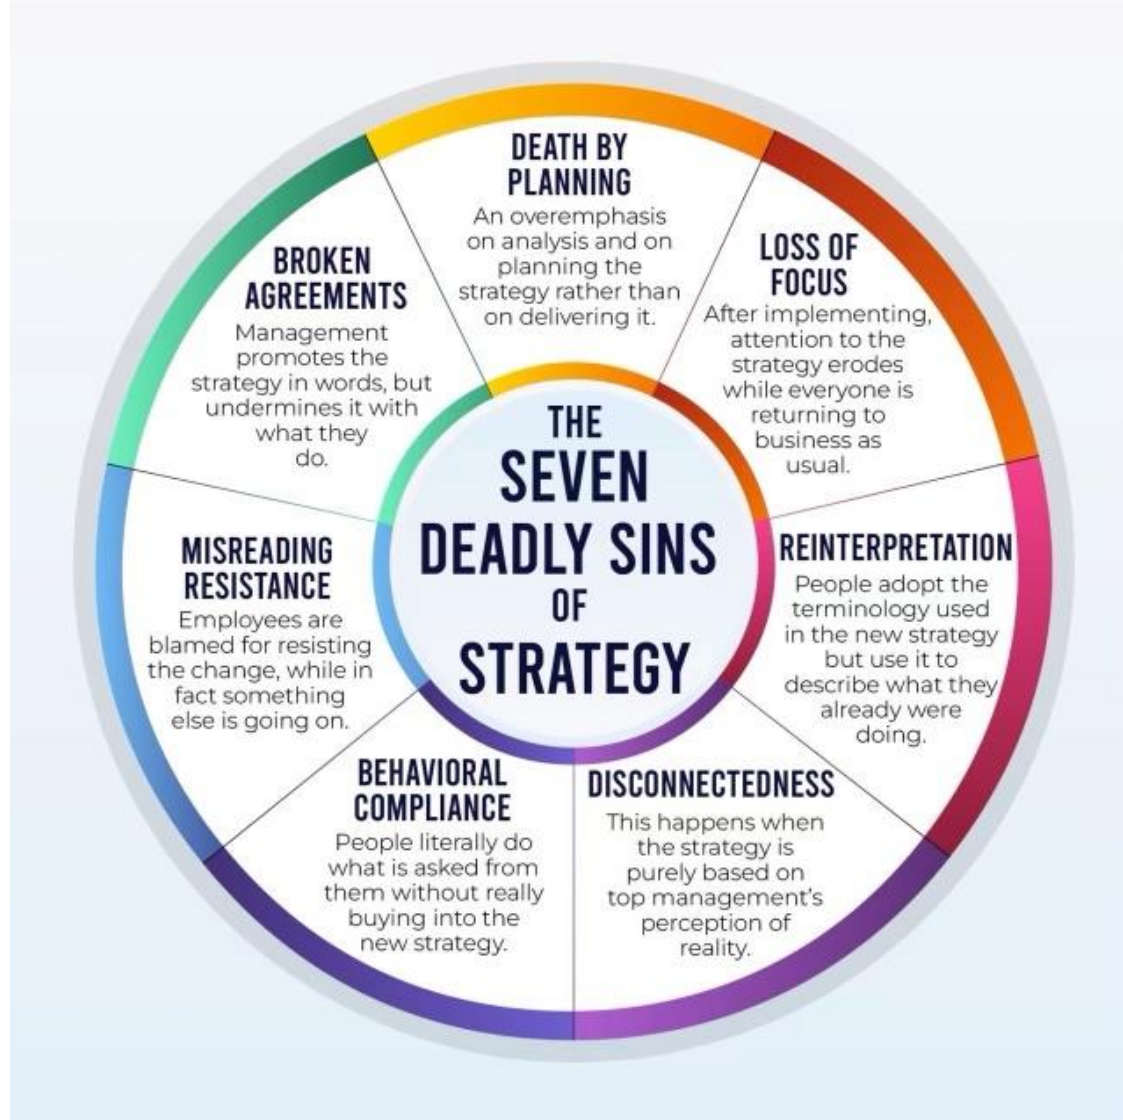 THE
SEVEN
DEADLY SINS
OF
STRATEGY
DEATH BY
PLANNING
An overemphasis
on analysis and on
planning the
strategy rather than
on delivering it.
LOSS OF
FOCUS
After implementing,
attention to the
strategy erodes
while everyone is
returning to
business as
usual.
REINTERPRETATION
People adopt the
terminology used
in the new strategy
but use it to
describe what they
already were
doing.
DISCONNECTEDNESS
This happens when
the strategy is
purely based on
top management's
perception of
reality.
BEHAVIORAL
COMPLIANCE
People literally do
what is asked from
them without really
buying into the
new strategy.
MISREADING
RESISTANCE
Employees are
blamed for resisting
the change, while in
fact something
else is going on.
BROKEN
AGREEMENTS
Management
promotes the
strategy in words, but
undermines it with
what they
do.